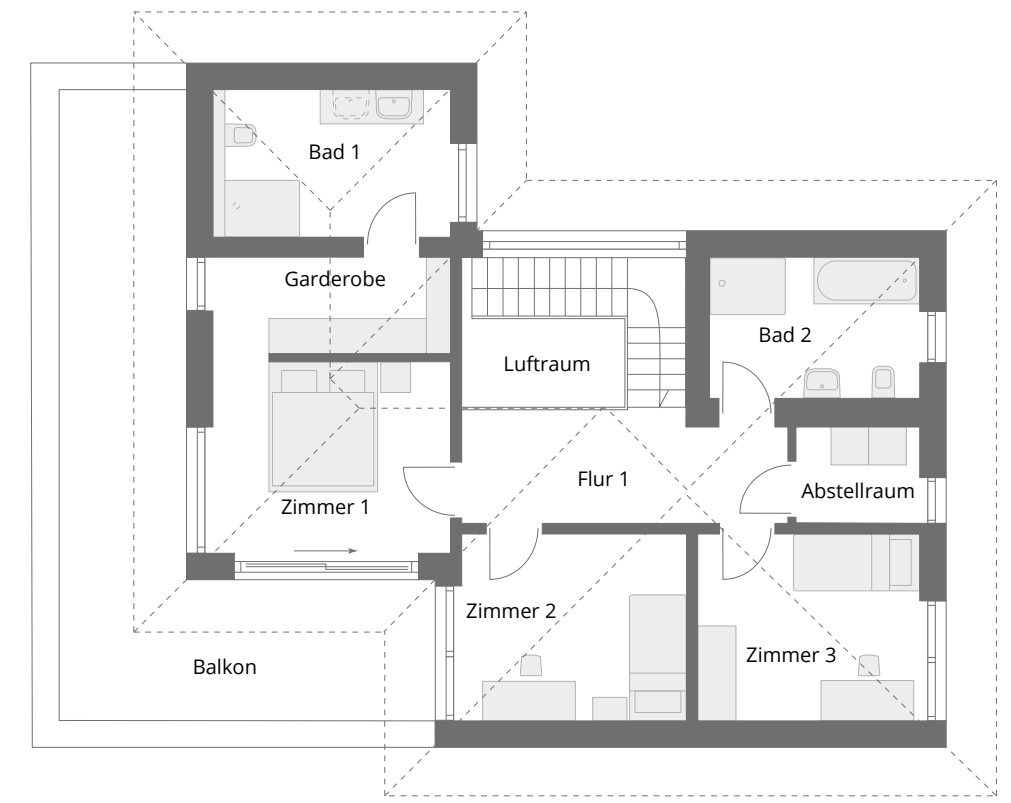 Bad 1
Garderobe
Bad 2
Luftraum
Flur 1
Abstellraum
Zimmer 1
Zimmer 2
Zimmer 3
Balkon